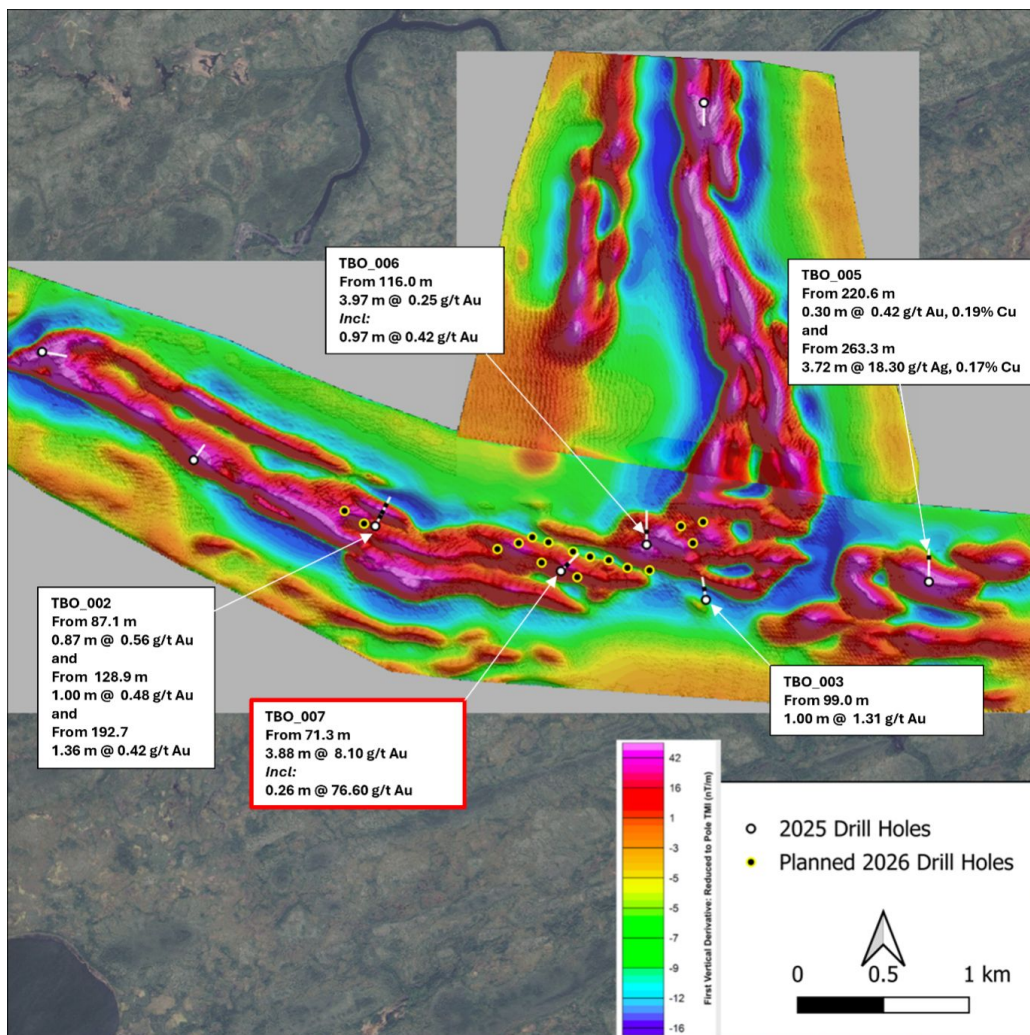 TBO_006
From 116.0 m
3.97 m @ 0.25 g/t Au
Incl:
0.97 m @ 0.42 g/t Au
TBO_005
From 220.6 m
0.30 m @ 0.42 g/t Au, 0.19% Cu
and
From 263.3 m
3.72 m @ 18.30 g/t Ag, 0.17% Cu
TBO_002
From 87.1 m
0.87 m @ 0.56 g/t Au
and
From 128.9 m
1.00 m @ 0.48 g/t Au
and
From 192.7
1.36 m @ 0.42 g/t Au
TBO_007
From 71.3 m
3.88 m @ 8.10 g/t Au
Incl:
0.26 m @ 76.60 g/t Au
TBO_003
From 99.0 m
1.00 m @ 1.31 g/t Au
42
16
1
-3
-5
-5
-7
-9
-12
-16
First Vertical Derivative: Reduced to Pole TMI (nT/m)
2025 Drill Holes
Planned 2026 Drill Holes
0 0.5 1 km